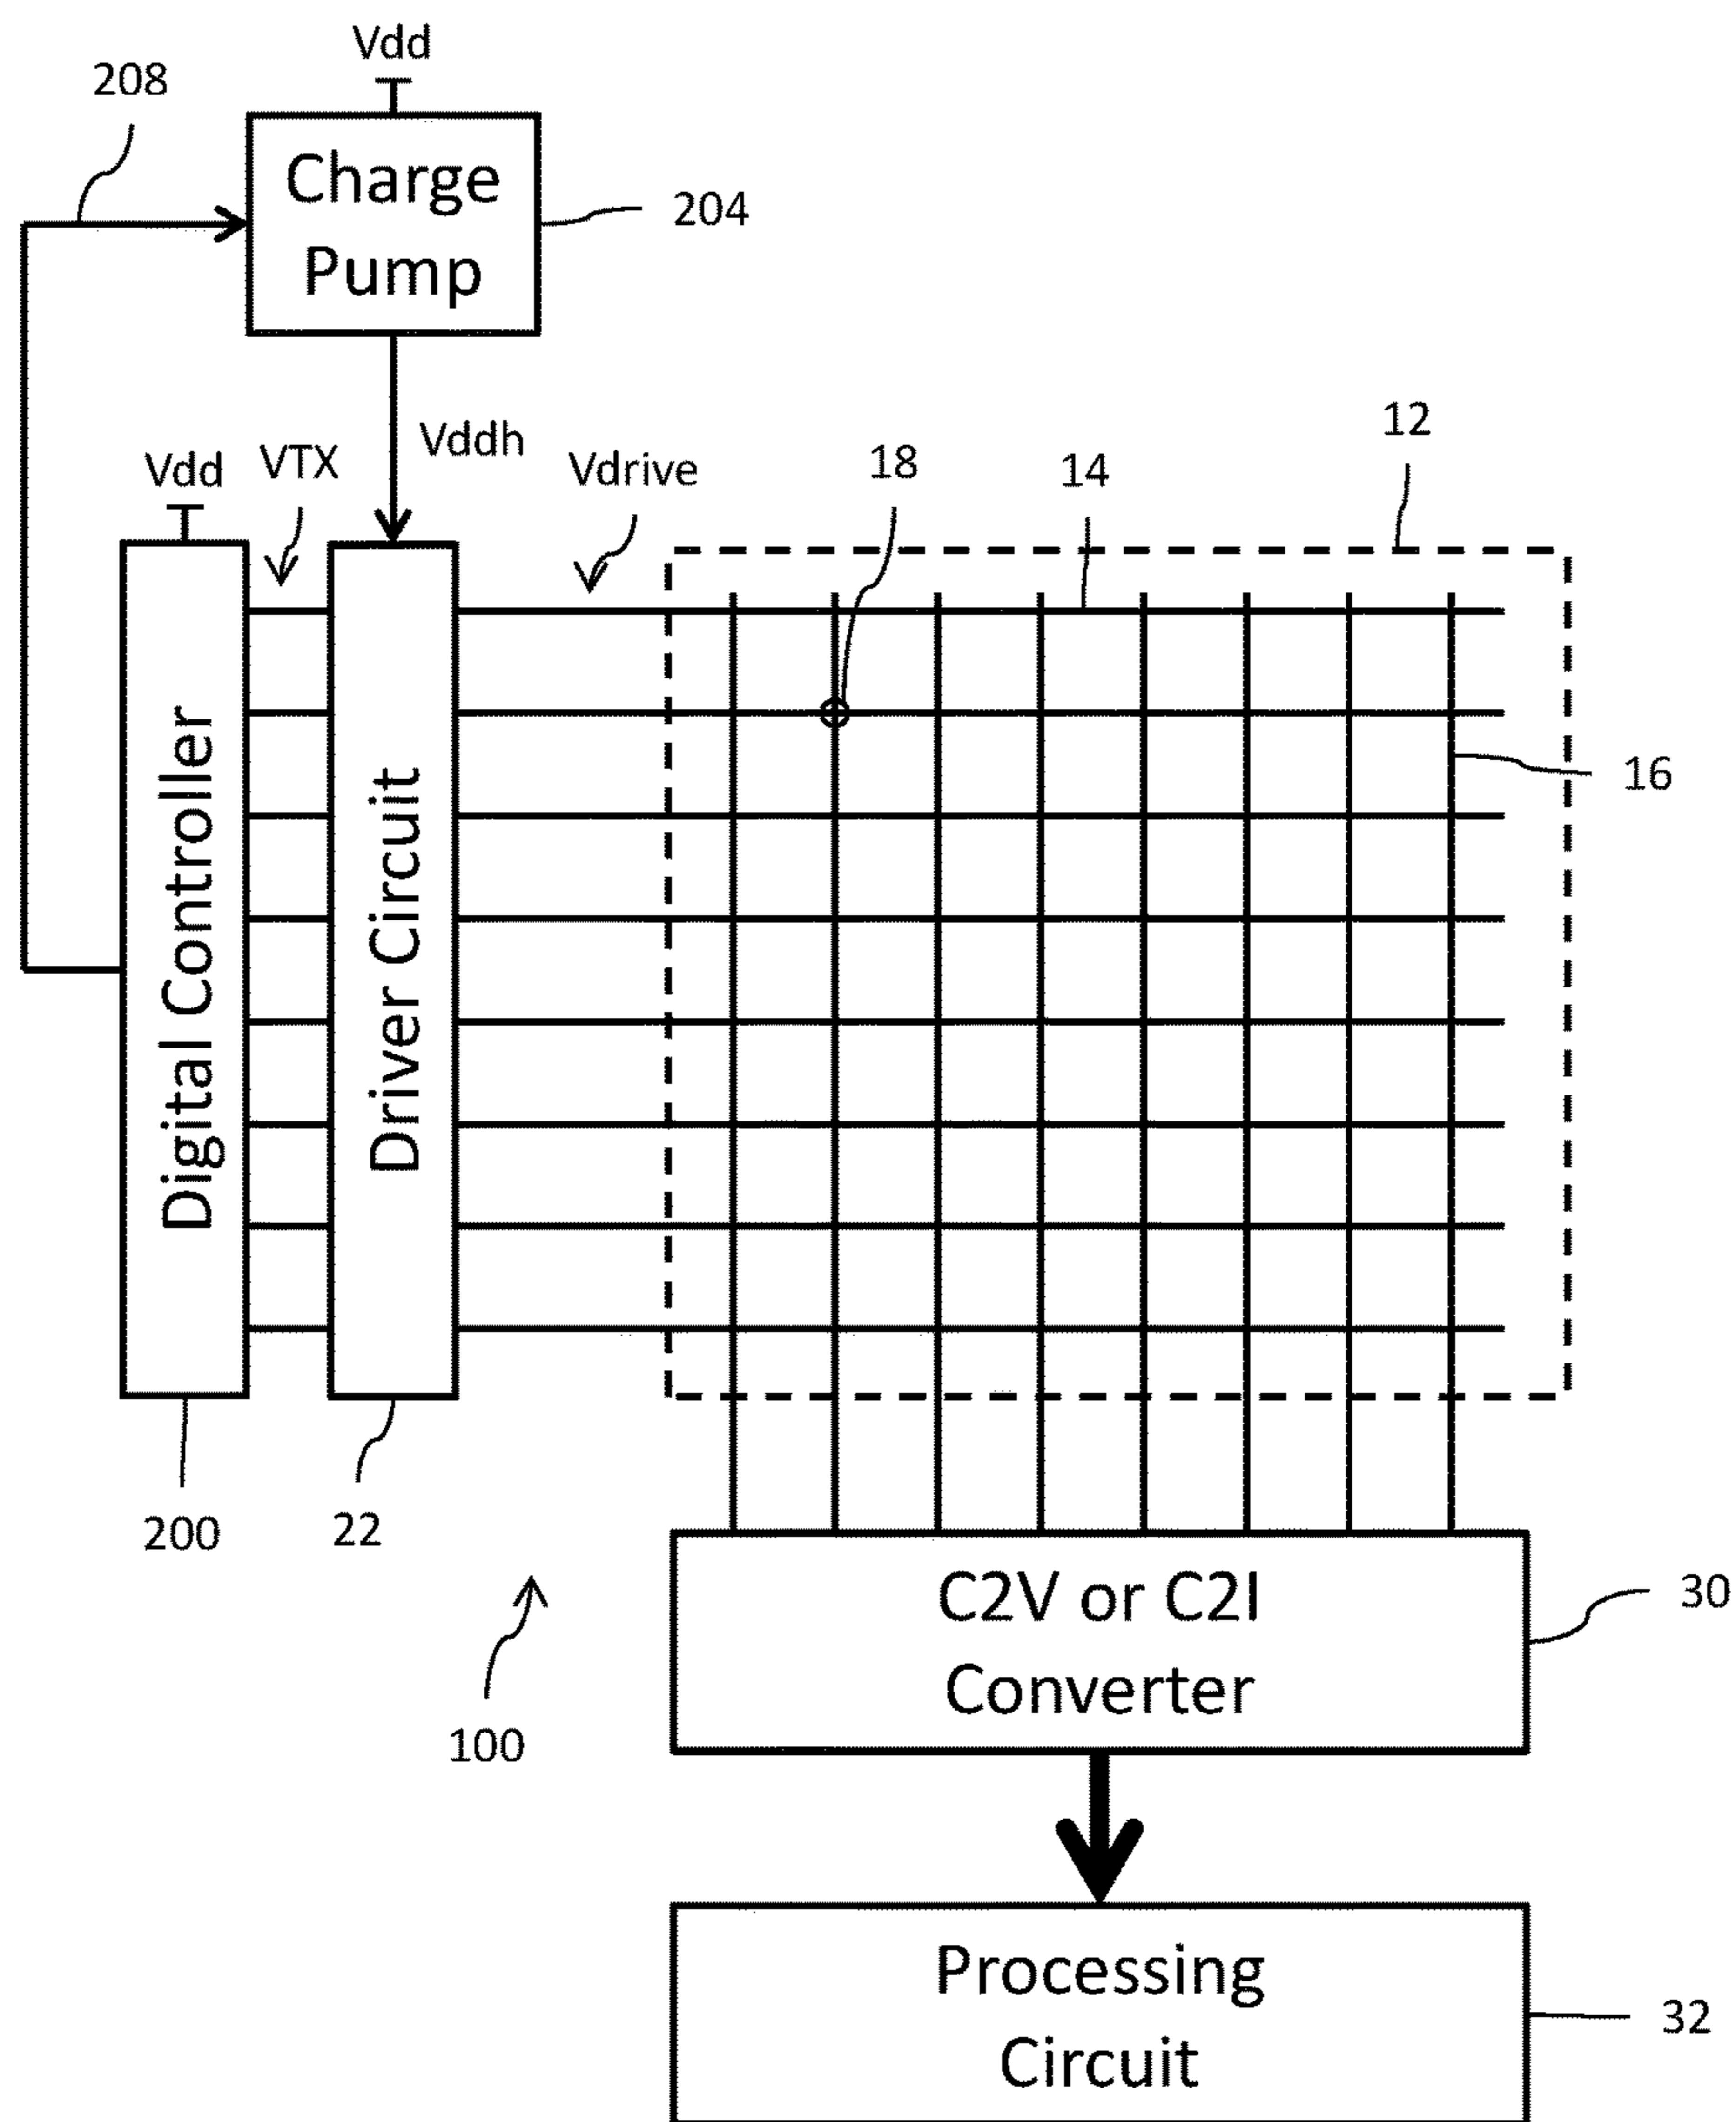 Vdd
208
Charge
Pump
204
Vddh
12
Vdd
VTX
Vdrive
18
14
16
Digital Controller
Driver Circuit
200
22
C2V or C2I
Converter
30
100
Processing
Circuit
32